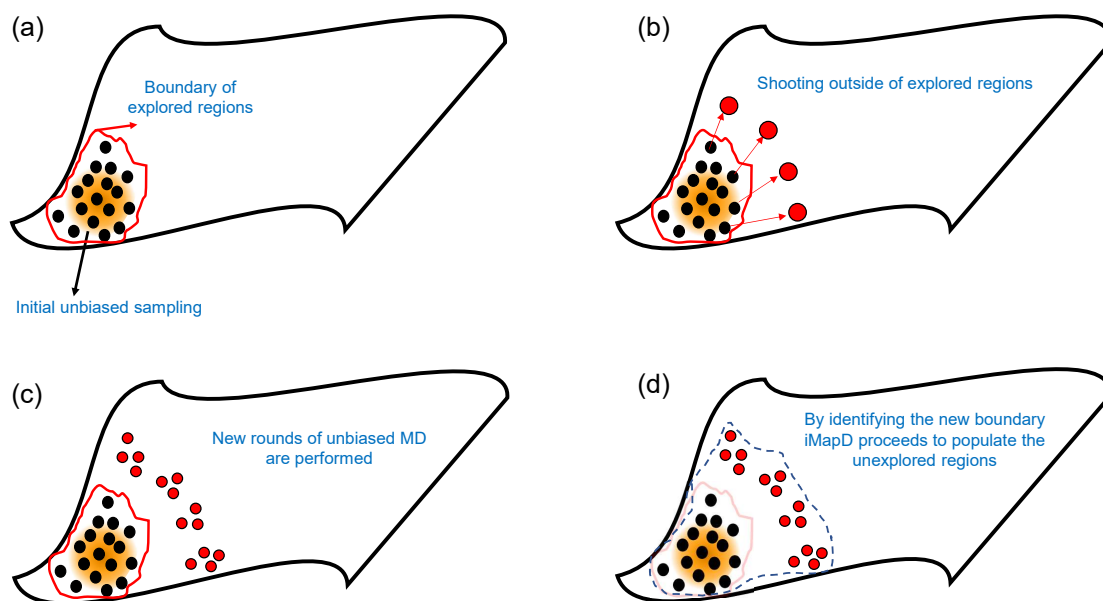 (a)
Boundary of
explored regions
Initial unbiased sampling
(b)
Shooting outside of explored regions
(c)
New rounds of unbiased MD
are performed
(d)
By identifying the new boundary
iMapD proceeds to populate the
unexplored regions